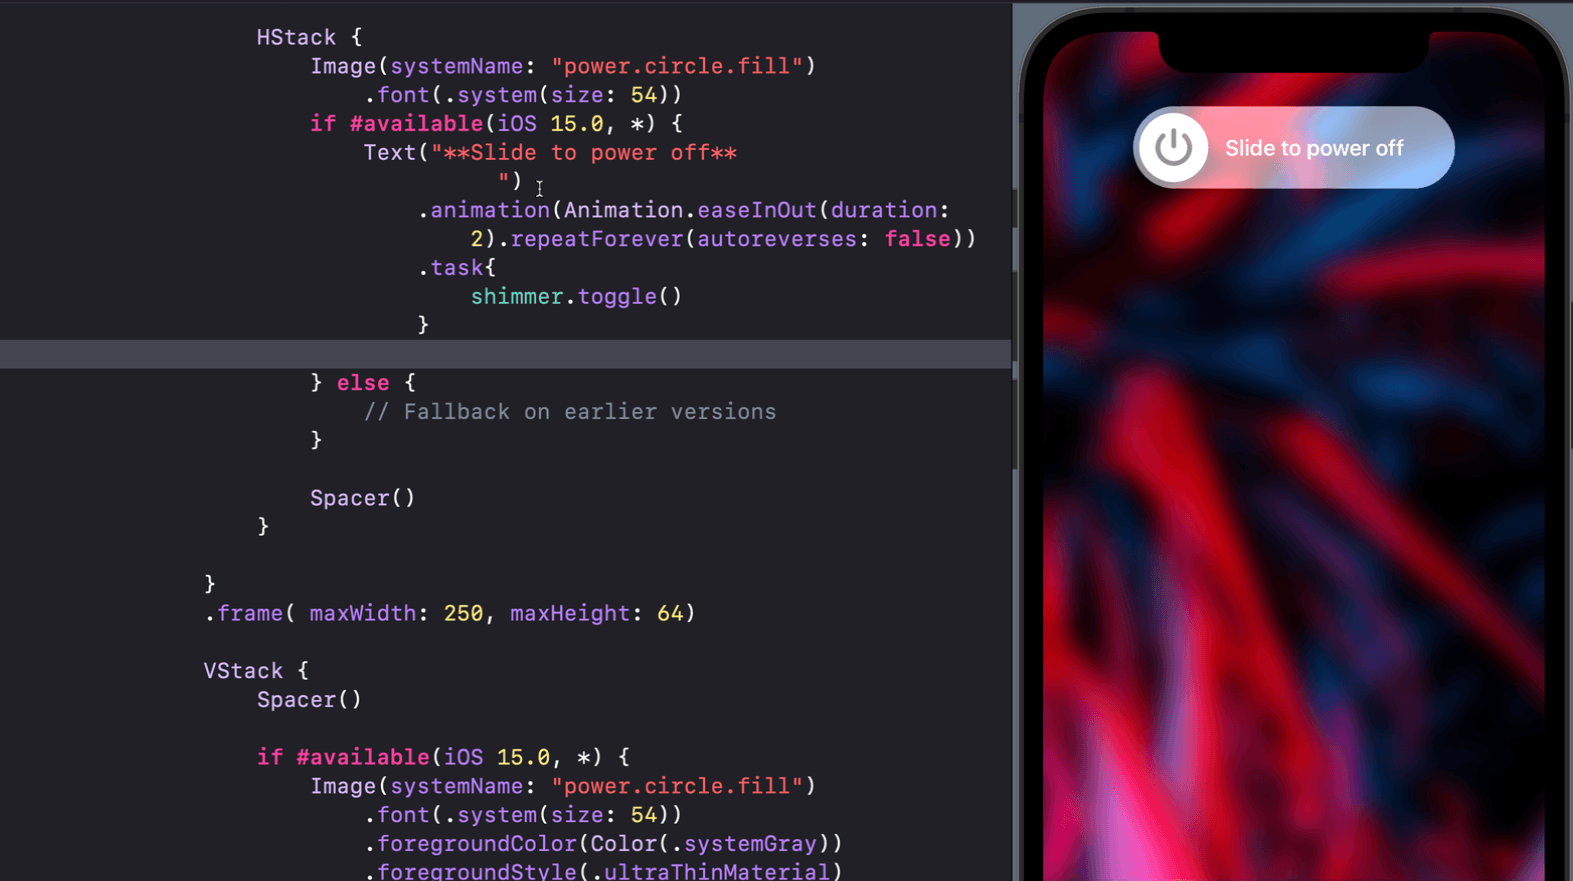 HStack {
Image(systemName: "power.circle.fill")
.font(.system(size: 54))
if #available(iOS 15.0, *) {
Text("**Slide to power off**
")
.animation(Animation.easeInOut(duration:
2).repeatForever(autoreverses: false))
.task{
shimmer.toggle()
}
} else {
// Fallback on earlier versions
}
Spacer()
}
}
.frame( maxWidth: 250, maxHeight: 64)
VStack {
Spacer()
if #available(iOS 15.0, *) {
Image(systemName: "power.circle.fill")
.font(.system(size: 54))
.foregroundColor(Color(.systemGray))
.foregroundStyle(.ultraThinMaterial)
Slide to power off